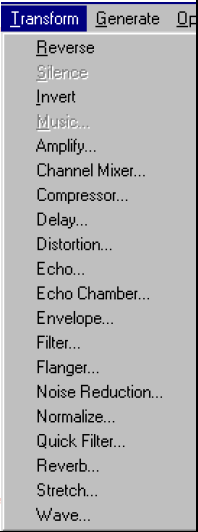 Transform Generate Op
Reverse
Silence
Invert
Music...
Amplify...
Channel Mixer...
Compressor...
Delay...
Distortion...
Echo...
Echo Chamber...
Envelope...
Filter...
Flanger...
Noise Reduction...
Normalize...
Quick Filter...
Reverb...
Stretch...
Wave...